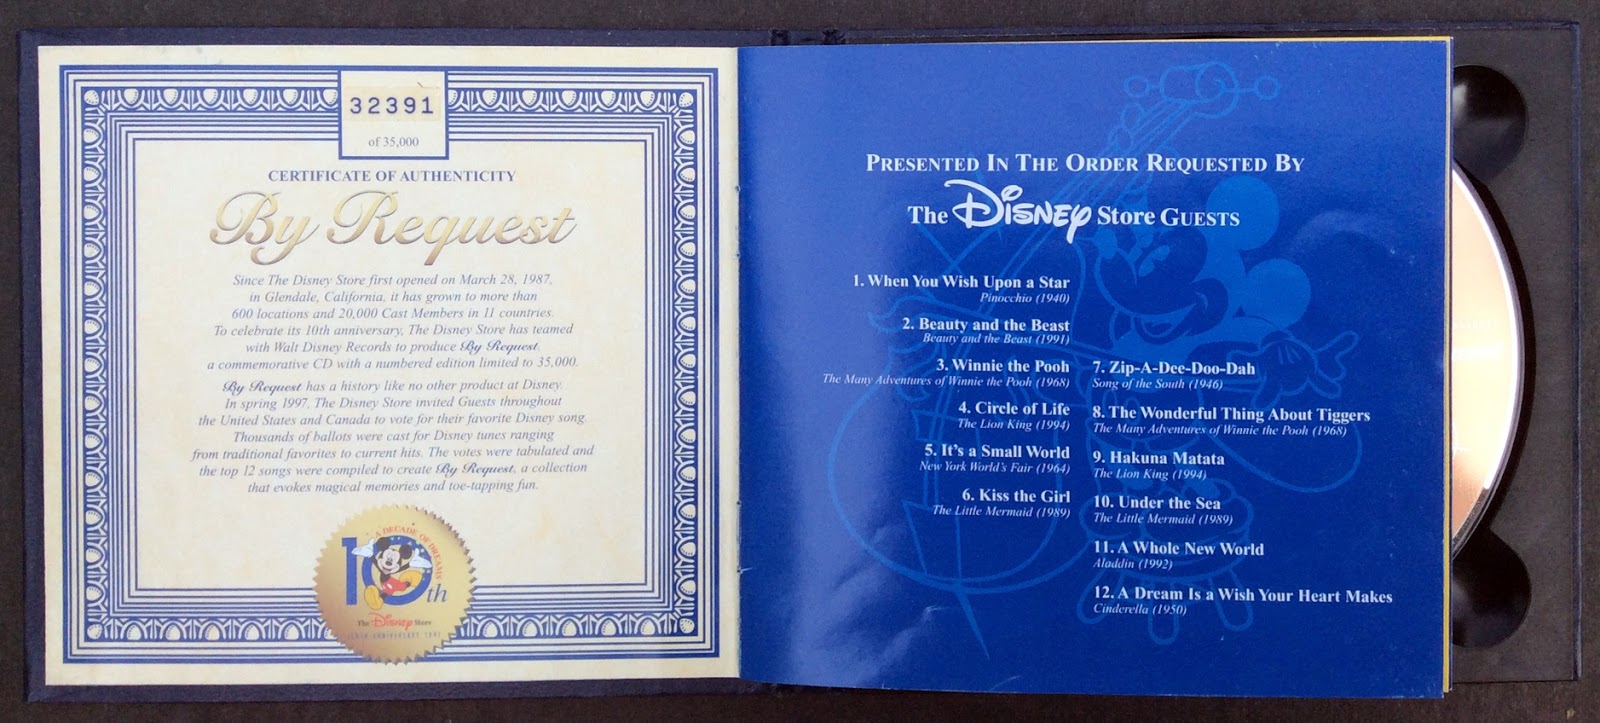 32391
of 35,000
CERTIFICATE OF AUTHENTICITY
By Request
Since The Disney Store first opened on March 28, 1987,
in Glendale, California, it has grown to more than
600 locations and 20,000 Cast Members in 11 countries.
To celebrate its 10th anniversary, The Disney Store has teamed
with Walt Disney Records to produce By Request,
a commemorative CD with a numbered edition limited to 35,000.
By Request has a history like no other product at Disney.
In spring 1997, The Disney Store invited Guests throughout
the United States and Canada to vote for their favorite Disney song.
Thousands of ballots were cast for Disney tunes ranging
from traditional favorites to current hits. The votes were tabulated and
the top 12 songs were compiled to create By Request, a collection
that evokes magical memories and toe-tapping fun.
A DECADE OF DREAMS
10th
The Disney Store
ANNIVERSARY
PRESENTED IN THE ORDER REQUESTED BY
The Disney Store GUESTS
1. When You Wish Upon a Star
Pinocchio (1940)
2. Beauty and the Beast
Beauty and the Beast (1991)
3. Winnie the Pooh
The Many Adventures of Winnie the Pooh (1968)
4. Circle of Life
The Lion King (1994)
5. It's a Small World
New York World's Fair (1964)
6. Kiss the Girl
The Little Mermaid (1989)
7. Zip-A-Dee-Doo-Dah
Song of the South (1946)
8. The Wonderful Thing About Tiggers
The Many Adventures of Winnie the Pooh (1968)
9. Hakuna Matata
The Lion King (1994)
10. Under the Sea
The Little Mermaid (1989)
11. A Whole New World
Aladdin (1992)
12. A Dream Is a Wish Your Heart Makes
Cinderella (1950)